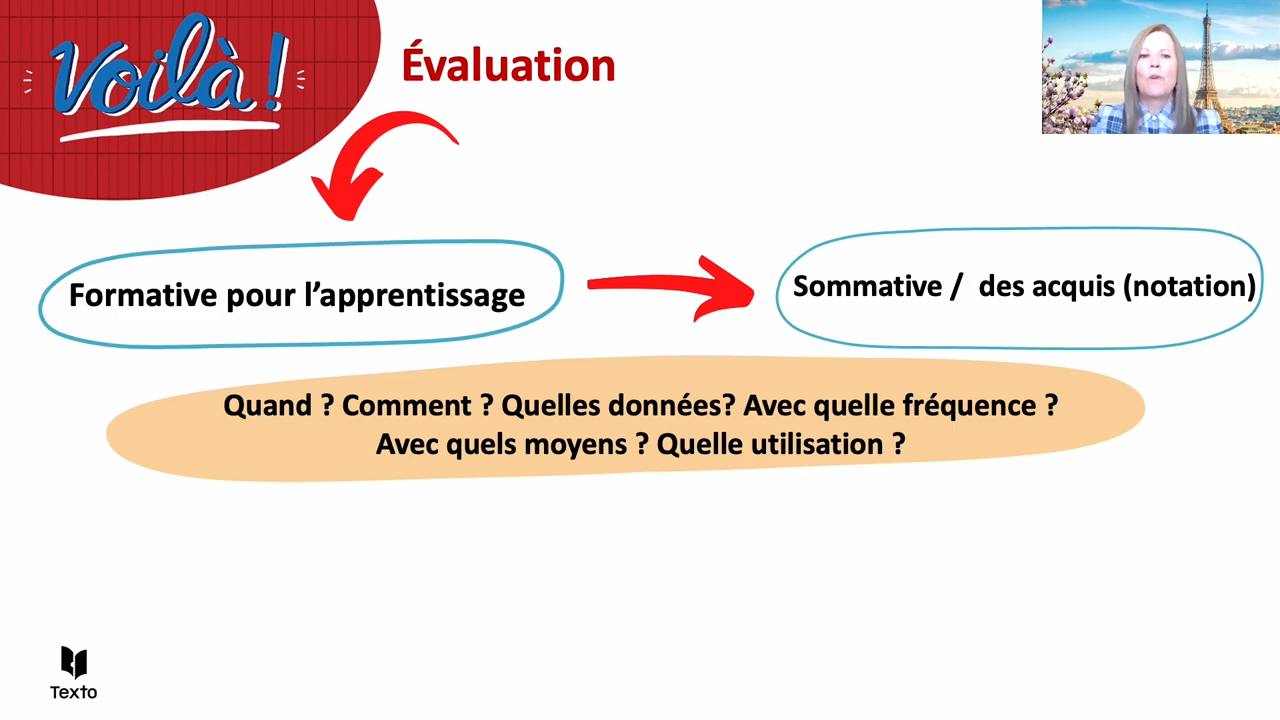 Voilà !
Évaluation
Formative pour l’apprentissage
Sommative / des acquis (notation)
Quand ? Comment ? Quelles données? Avec quelle fréquence ?
Avec quels moyens ? Quelle utilisation ?
Texto